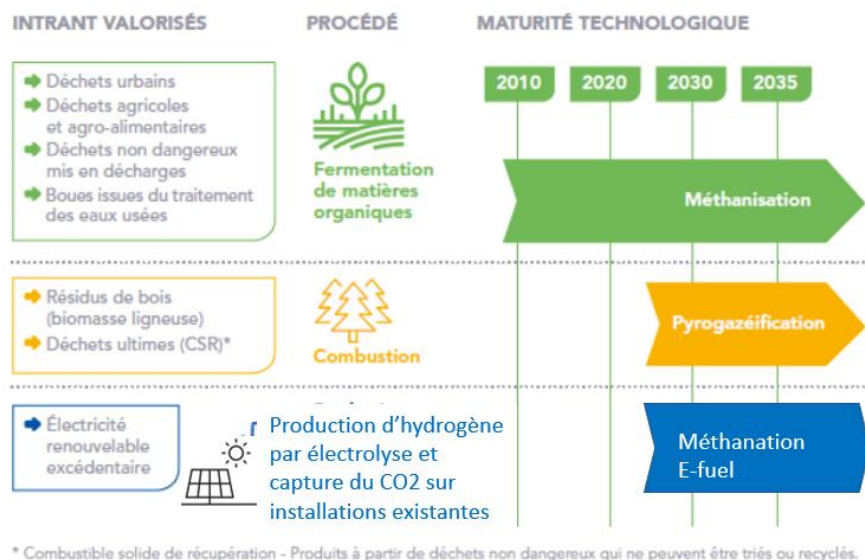 INTRANT VALORISÉS
PROCÉDÉ
MATURITÉ TECHNOLOGIQUE
Déchets urbains
Déchets agricoles
et agro-alimentaires
Déchets non dangereux
mis en décharges
Boues issues du traitement
des eaux usées
Fermentation
de matières
organiques
2010
2020
2030
2035
Méthanisation
Résidus de bois
(biomasse ligneuse)
Déchets ultimes (CSR)*
Combustion
Pyrogazéification
Électricité
renouvelable
excédentaire
Production d’hydrogène
par électrolyse et
capture du CO2 sur
installations existantes
Méthanation
E-fuel
* Combustible solide de récupération - Produits à partir de déchets non dangereux qui ne peuvent être triés ou recyclés.